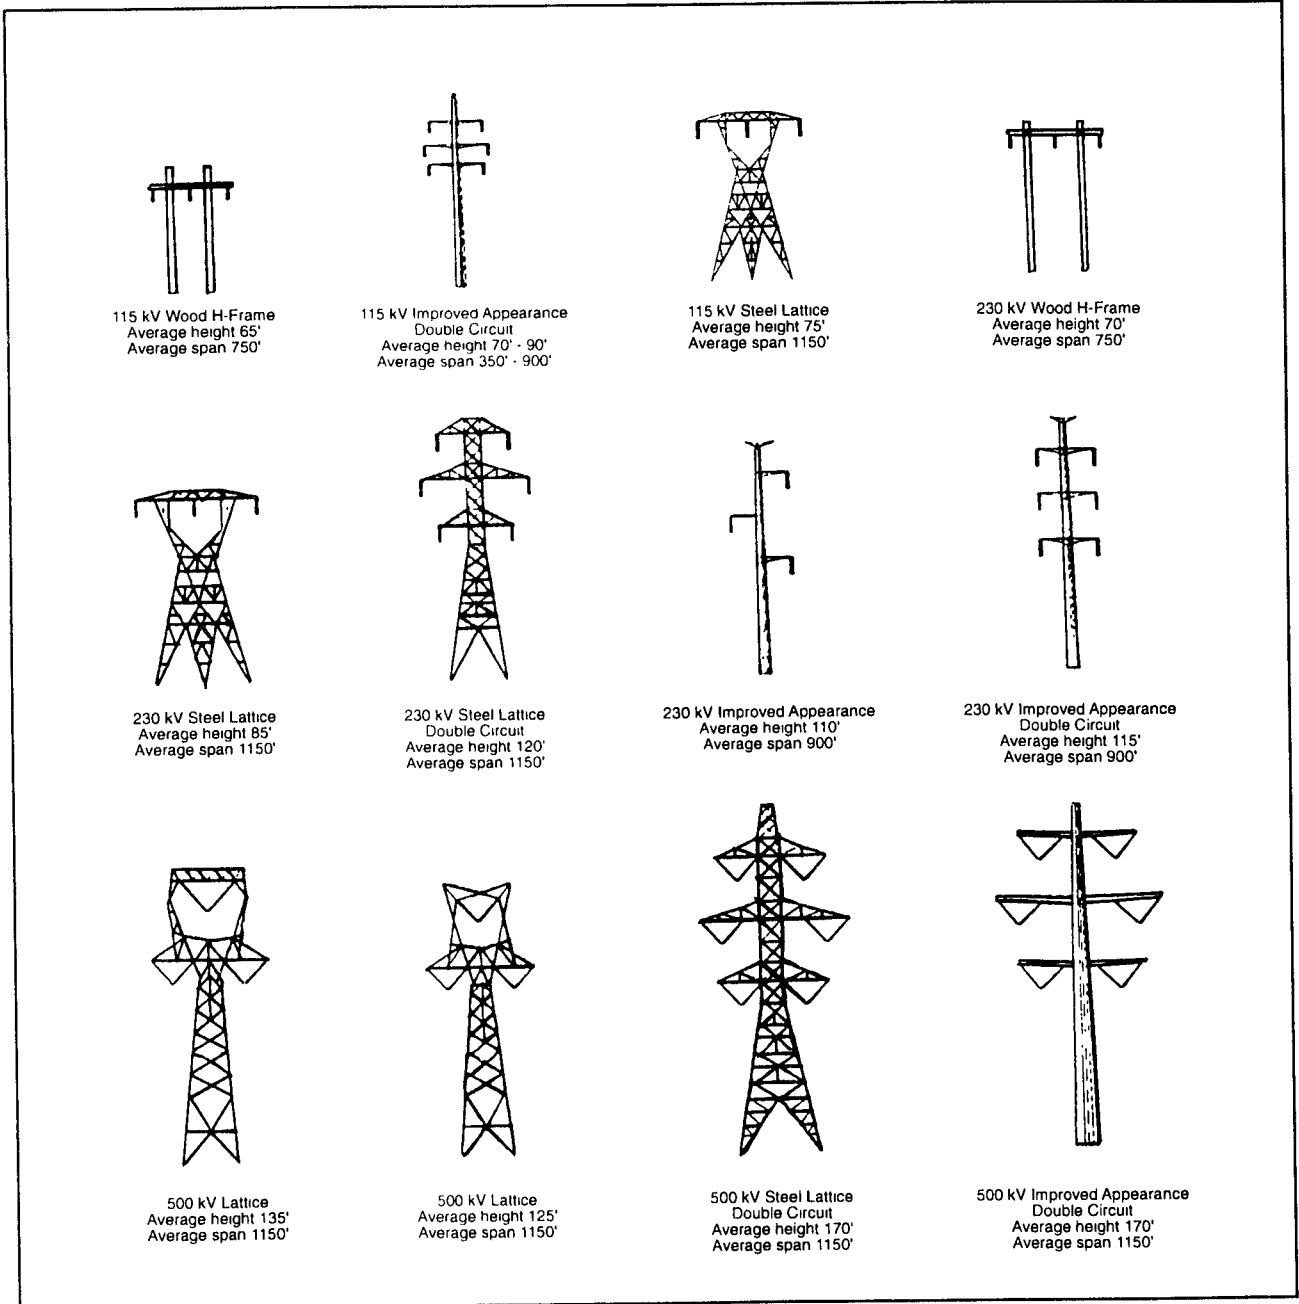 115 kV Wood H-Frame
Average height 65'
Average span 750'
115 kV Improved Appearance
Double Circuit
Average height 70' - 90'
Average span 350' - 900'
115 kV Steel Lattice
Average height 75'
Average span 1150'
230 kV Wood H-Frame
Average height 70'
Average span 750'
230 kV Steel Lattice
Average height 85'
Average span 1150'
230 kV Steel Lattice
Double Circuit
Average height 120'
Average span 1150'
230 kV Improved Appearance
Average height 110'
Average span 900'
230 kV Improved Appearance
Double Circuit
Average height 115'
Average span 900'
500 kV Lattice
Average height 135'
Average span 1150'
500 kV Lattice
Average height 125'
Average span 1150'
500 kV Steel Lattice
Double Circuit
Average height 170'
Average span 1150'
500 kV Improved Appearance
Double Circuit
Average height 170'
Average span 1150'